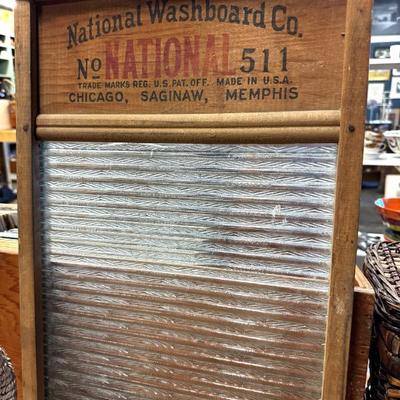 National Washboard Co.
No NATIONAL 511
TRADE MARKS REG. U.S. PAT. OFF. MADE IN U.S.A.
CHICAGO, SAGINAW, MEMPHIS